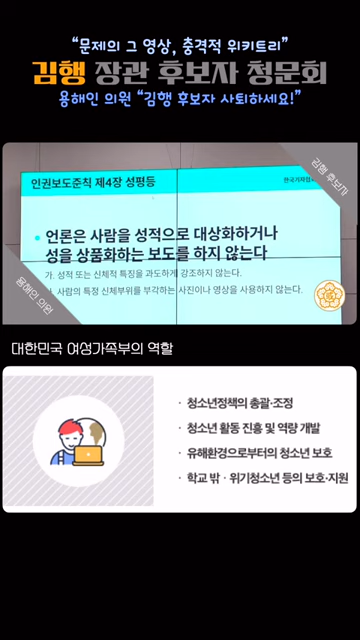 “문제의 그 영상, 충격적 위키트리”
김행 장관 후보자 청문회
용해인 의원 “김행 후보자 사퇴하세요!”
김행 후보자
인권보도준칙 제4장 성평등
한국기자협
• 언론은 사람을 성적으로 대상화하거나
성을 상품화하는 보도를 하지 않는다
가. 성적 또는 신체적 특징을 과도하게 강조하지 않는다.
사람의 특정 신체부위를 부각하는 사진이나 영상을 사용하지 않는다.
용해인 의원
대한민국 여성가족부의 역할
· 청소년정책의 총괄·조정
· 청소년 활동 진흥 및 역량 개발
· 유해환경으로부터의 청소년 보호
· 학교 밖 · 위기청소년 등의 보호·지원